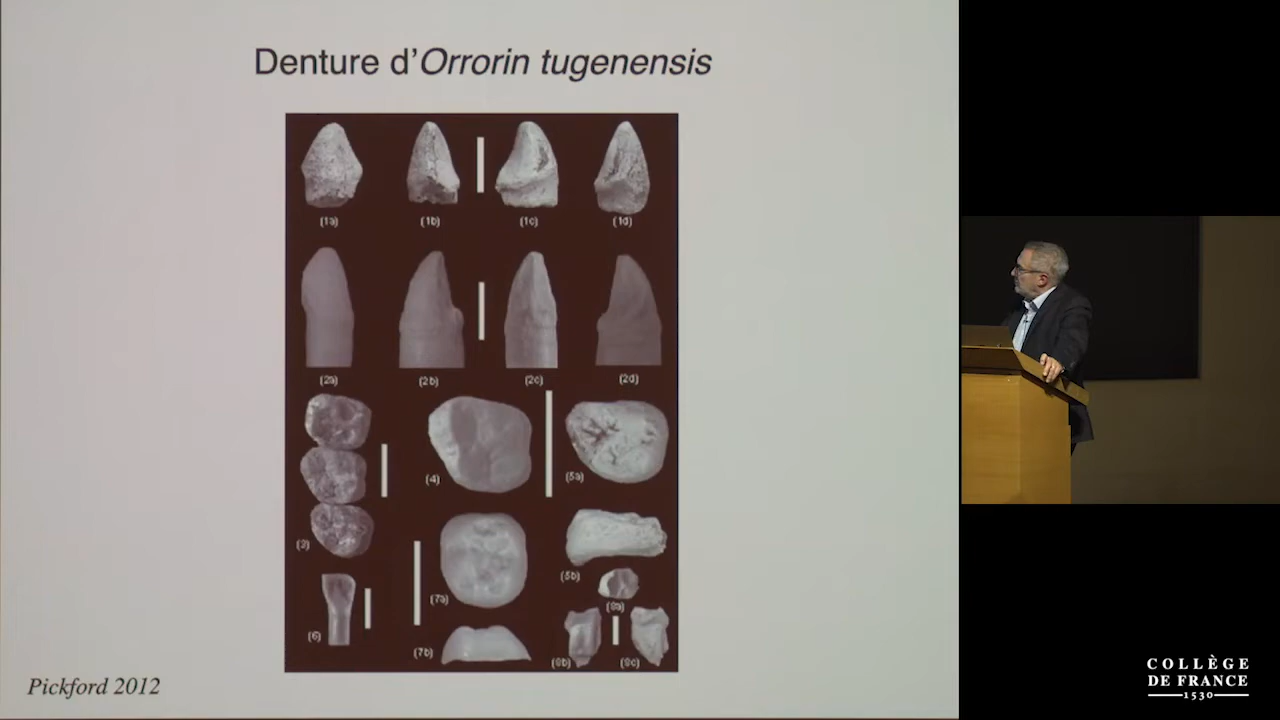 Denture d'Orrorin tugenensis
(1a) (1b) (1c) (1d)
(2a) (2b) (2c) (2d)
(4) (5a)
(3)
(5b)
(7a) (8a)
(6)
(7b) (8b) (8c)
Pickford 2012
COLLÈGE
DE FRANCE
1530